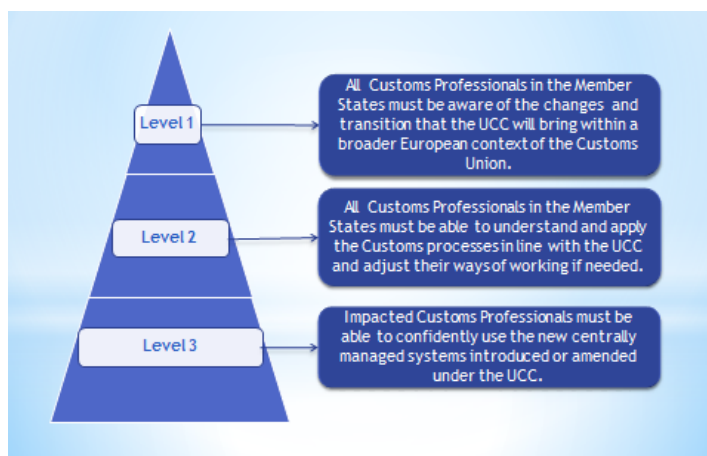 Level 1
All Customs Professionals in the Member
States must be aware of the changes and
transition that the UCC will bring within a
broader European context of the Customs
Union.
Level 2
All Customs Professionals in the Member
States must be able to understand and apply
the Customs processes in line with the UCC
and adjust their ways of working if needed.
Level 3
Impacted Customs Professionals must be
able to confidently use the new centrally
managed systems introduced or amended
under the UCC.